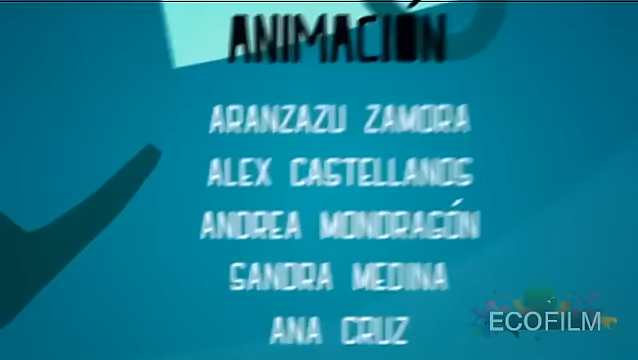 ANIMACIÓN
ARANZAZU ZAMORA
ALEX CASTELLANOS
ANDREA MONDRAGÓN
SANDRA MEDINA
ANA CRUZ
ECOFILM